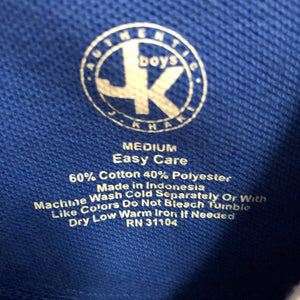 AUTHENTIC
boys
JK
J. KHAKI
MEDIUM
Easy Care
60% Cotton 40% Polyester
Made in Indonesia
Machine Wash Cold Separately Or With
Like Colors Do Not Bleach Tumble
Dry Low Warm Iron If Needed
RN 31104